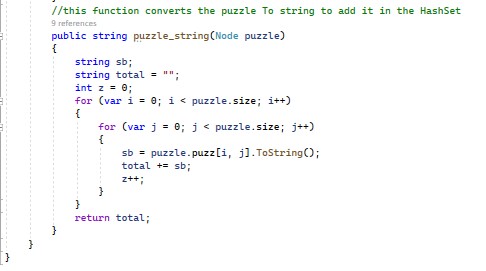 //this function converts the puzzle To string to add it in the HashSet
9 references
public string puzzle_string(Node puzzle)
{
string sb;
string total = "";
int z = 0;
for (var i = 0; i < puzzle.size; i++)
{
for (var j = 0; j < puzzle.size; j++)
{
sb = puzzle.puzz[i, j].ToString();
total += sb;
z++;
}
}
return total;
}
}
}